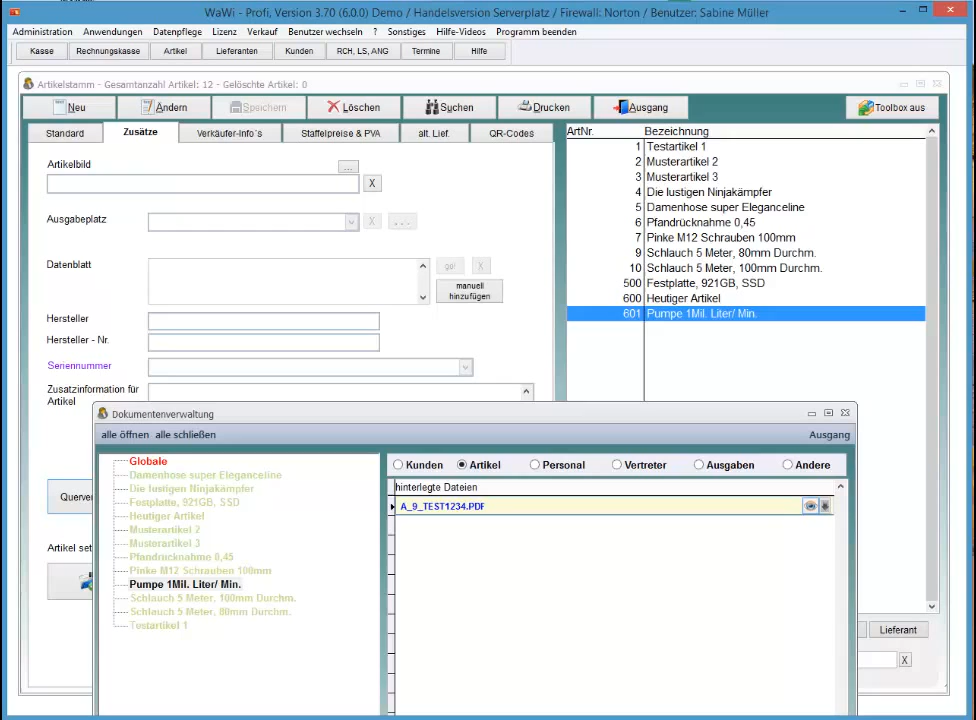 WaWi - Profi, Version 3.70 (6.0.0) Demo / Handelsversion Serverplatz / Firewall: Norton / Benutzer: Sabine Müller
Administration Anwendungen Datenpflege Lizenz Verkauf Benutzer wechseln ? Sonstiges Hilfe-Videos Programm beenden
Kasse Rechnungskasse Artikel Lieferanten Kunden RCH, LS, ANG Termine Hilfe
Artikelstamm - Gesamtanzahl Artikel: 12 - Gelöschte Artikel: 0
Neu Ändern Speichern Löschen Suchen Drucken Ausgang Toolbox aus
Standard Zusätze Verkäufer-Info´s Staffelpreise & PVA alt. Lief. QR-Codes
ArtNr. Bezeichnung
1 Testartikel 1
2 Musterartikel 2
3 Musterartikel 3
4 Die lustigen Ninjakämpfer
5 Damenhose super Eleganceline
6 Pfandrücknahme 0,45
7 Pinke M12 Schrauben 100mm
9 Schlauch 5 Meter, 80mm Durchm.
10 Schlauch 5 Meter, 100mm Durchm.
500 Festplatte, 921GB, SSD
600 Heutiger Artikel
601 Pumpe 1Mil. Liter/ Min.
Artikelbild ...
X
Ausgabeplatz X ...
Datenblatt go! X
manuell
hinzufügen
Hersteller
Hersteller - Nr.
Seriennummer
Zusatzinformation für
Artikel
Querver
Artikel set
Lieferant
X
Dokumentenverwaltung
alle öffnen alle schließen Ausgang
Globale
Damenhose super Eleganceline
Die lustigen Ninjakämpfer
Festplatte, 921GB, SSD
Heutiger Artikel
Musterartikel 2
Musterartikel 3
Pfandrücknahme 0,45
Pinke M12 Schrauben 100mm
Pumpe 1Mil. Liter/ Min.
Schlauch 5 Meter, 100mm Durchm.
Schlauch 5 Meter, 80mm Durchm.
Testartikel 1
Kunden Artikel Personal Vertreter Ausgaben Andere
hinterlegte Dateien
A_9_TEST1234.PDF